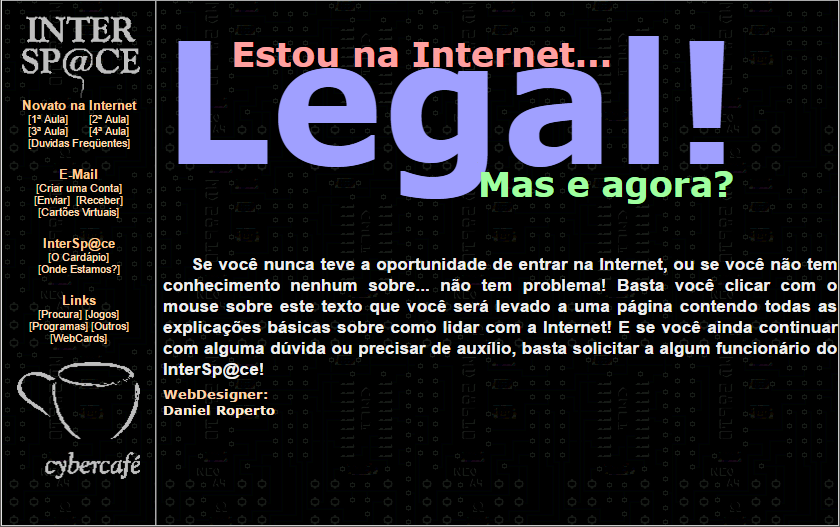 INTER
SP@CE
Novato na Internet
[1ª Aula] [2ª Aula]
[3ª Aula] [4ª Aula]
[Duvidas Freqüentes]
E-Mail
[Criar uma Conta]
[Enviar] [Receber]
[Cartões Virtuais]
InterSp@ce
[O Cardápio]
[Onde Estamos?]
Links
[Procura] [Jogos]
[Programas] [Outros]
[WebCards]
cybercafé
Estou na Internet...
Legal!
Mas e agora?
Se você nunca teve a oportunidade de entrar na Internet, ou se você não tem
conhecimento nenhum sobre... não tem problema! Basta você clicar com o
mouse sobre este texto que você será levado a uma página contendo todas as
explicações básicas sobre como lidar com a Internet! E se você ainda continuar
com alguma dúvida ou precisar de auxílio, basta solicitar a algum funcionário do
InterSp@ce!
WebDesigner:
Daniel Roperto